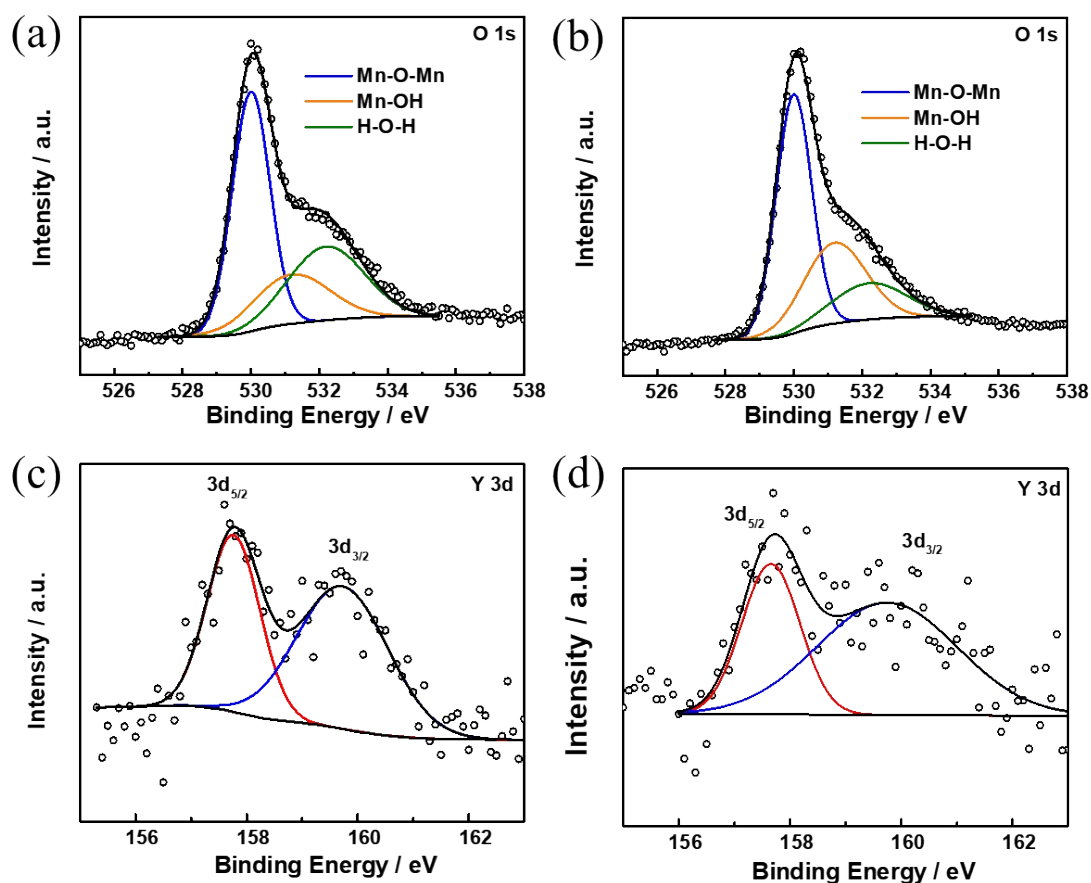 (a)
O 1s
Mn-O-Mn
Mn-OH
H-O-H
Intensity / a.u.
526 528 530 532 534 536 538
Binding Energy / eV
(b)
O 1s
Mn-O-Mn
Mn-OH
H-O-H
Intensity / a.u.
526 528 530 532 534 536 538
Binding Energy / eV
(c)
Y 3d
3d5/2
3d3/2
Intensity / a.u.
156 158 160 162
Binding Energy / eV
(d)
Y 3d
3d5/2
3d3/2
Intensity / a.u.
156 158 160 162
Binding Energy / eV